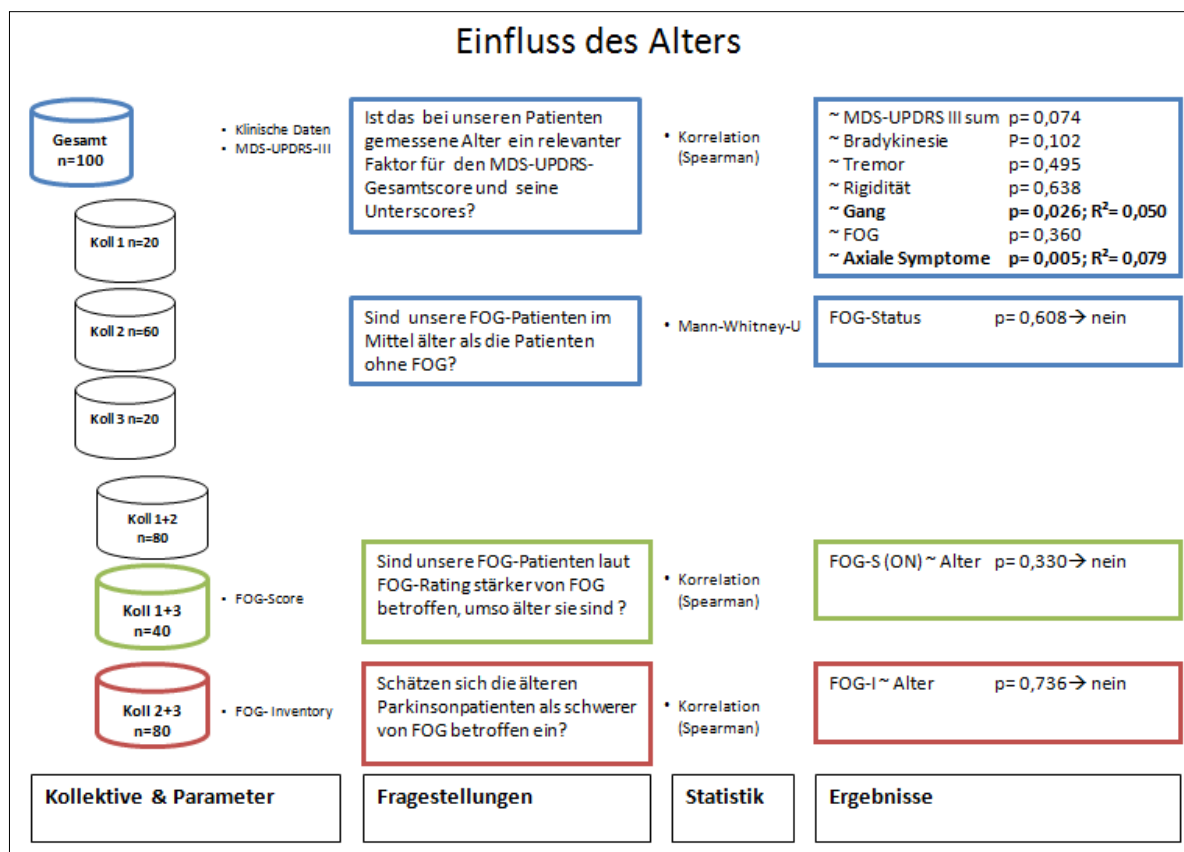 Einfluss des Alters
Gesamt
n=100
• Klinische Daten
• MDS-UPDRS-III
Ist das bei unseren Patienten
gemessene Alter ein relevanter
Faktor für den MDS-UPDRS-
Gesamtscore und seine
Unterscores?
• Korrelation
(Spearman)
~ MDS-UPDRS III sum p= 0,074
~ Bradykinesie P= 0,102
~ Tremor p= 0,495
~ Rigidität p= 0,638
~ Gang p= 0,026; R²= 0,050
~ FOG p= 0,360
~ Axiale Symptome p= 0,005; R²= 0,079
Koll 1 n=20
Koll 2 n=60
Sind unsere FOG-Patienten im
Mittel älter als die Patienten
ohne FOG?
• Mann-Whitney-U
FOG-Status p= 0,608→ nein
Koll 3 n=20
Koll 1+2
n=80
Koll 1+3
n=40
• FOG-Score
Sind unsere FOG-Patienten laut
FOG-Rating stärker von FOG
betroffen, umso älter sie sind ?
• Korrelation
(Spearman)
FOG-S (ON) ~ Alter p= 0,330→ nein
Koll 2+3
n=80
• FOG- Inventory
Schätzen sich die älteren
Parkinsonpatienten als schwerer
von FOG betroffen ein?
• Korrelation
(Spearman)
FOG-I ~ Alter p= 0,736→ nein
Kollektive & Parameter
Fragestellungen
Statistik
Ergebnisse